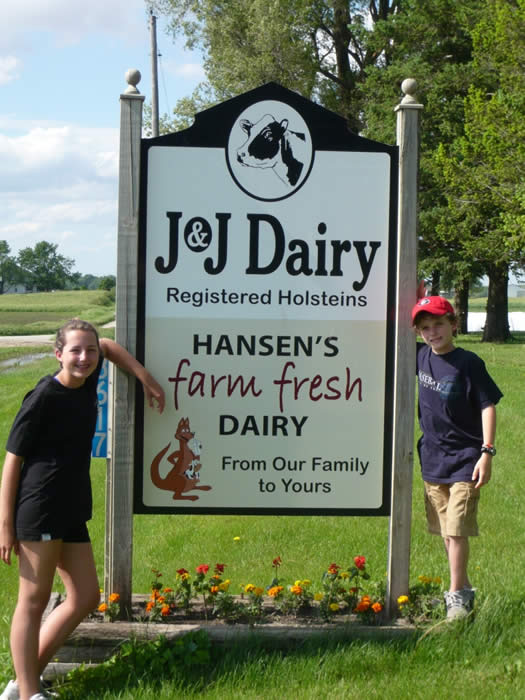 J&J Dairy
Registered Holsteins
HANSEN'S
farm fresh
DAIRY
From Our Family
to Yours